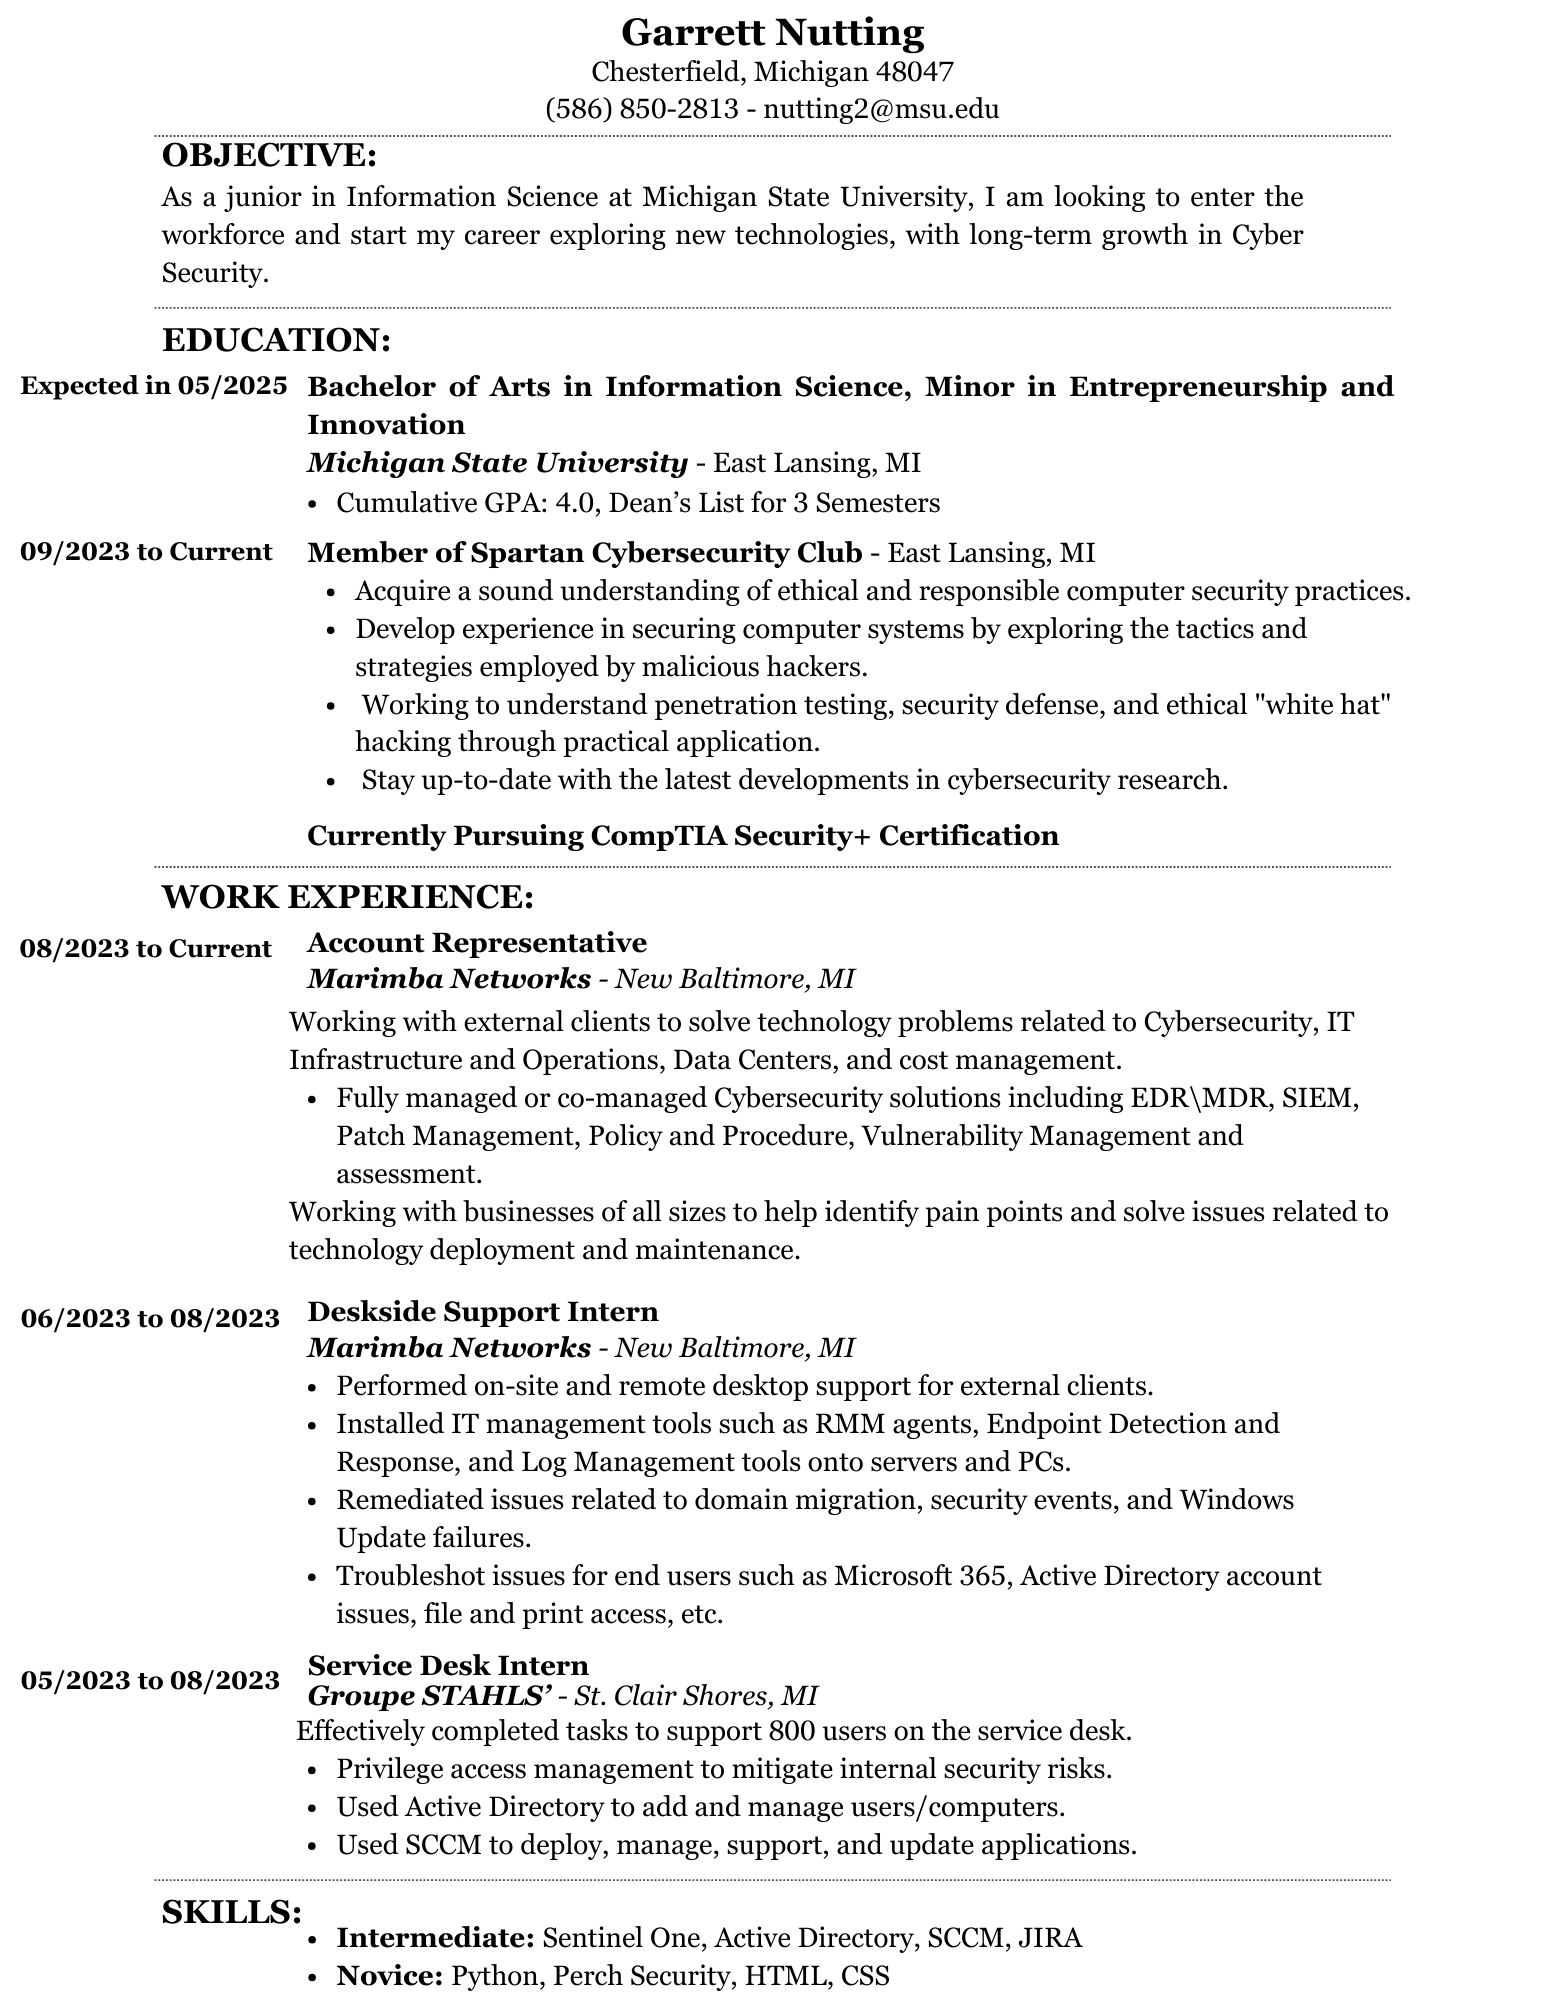 Garrett Nutting
Chesterfield, Michigan 48047
(586) 850-2813 - nutting2@msu.edu
OBJECTIVE:
As a junior in Information Science at Michigan State University, I am looking to enter the
workforce and start my career exploring new technologies, with long-term growth in Cyber
Security.
EDUCATION:
Expected in 05/2025 Bachelor of Arts in Information Science, Minor in Entrepreneurship and
Innovation
Michigan State University - East Lansing, MI
• Cumulative GPA: 4.0, Dean’s List for 3 Semesters
09/2023 to Current Member of Spartan Cybersecurity Club - East Lansing, MI
• Acquire a sound understanding of ethical and responsible computer security practices.
• Develop experience in securing computer systems by exploring the tactics and
strategies employed by malicious hackers.
• Working to understand penetration testing, security defense, and ethical "white hat"
hacking through practical application.
• Stay up-to-date with the latest developments in cybersecurity research.
Currently Pursuing CompTIA Security+ Certification
WORK EXPERIENCE:
08/2023 to Current Account Representative
Marimba Networks - New Baltimore, MI
Working with external clients to solve technology problems related to Cybersecurity, IT
Infrastructure and Operations, Data Centers, and cost management.
• Fully managed or co-managed Cybersecurity solutions including EDR\MDR, SIEM,
Patch Management, Policy and Procedure, Vulnerability Management and
assessment.
Working with businesses of all sizes to help identify pain points and solve issues related to
technology deployment and maintenance.
06/2023 to 08/2023 Deskside Support Intern
Marimba Networks - New Baltimore, MI
• Performed on-site and remote desktop support for external clients.
• Installed IT management tools such as RMM agents, Endpoint Detection and
Response, and Log Management tools onto servers and PCs.
• Remediated issues related to domain migration, security events, and Windows
Update failures.
• Troubleshot issues for end users such as Microsoft 365, Active Directory account
issues, file and print access, etc.
05/2023 to 08/2023 Service Desk Intern
Groupe STAHLS’ - St. Clair Shores, MI
Effectively completed tasks to support 800 users on the service desk.
• Privilege access management to mitigate internal security risks.
• Used Active Directory to add and manage users/computers.
• Used SCCM to deploy, manage, support, and update applications.
SKILLS:
• Intermediate: Sentinel One, Active Directory, SCCM, JIRA
• Novice: Python, Perch Security, HTML, CSS